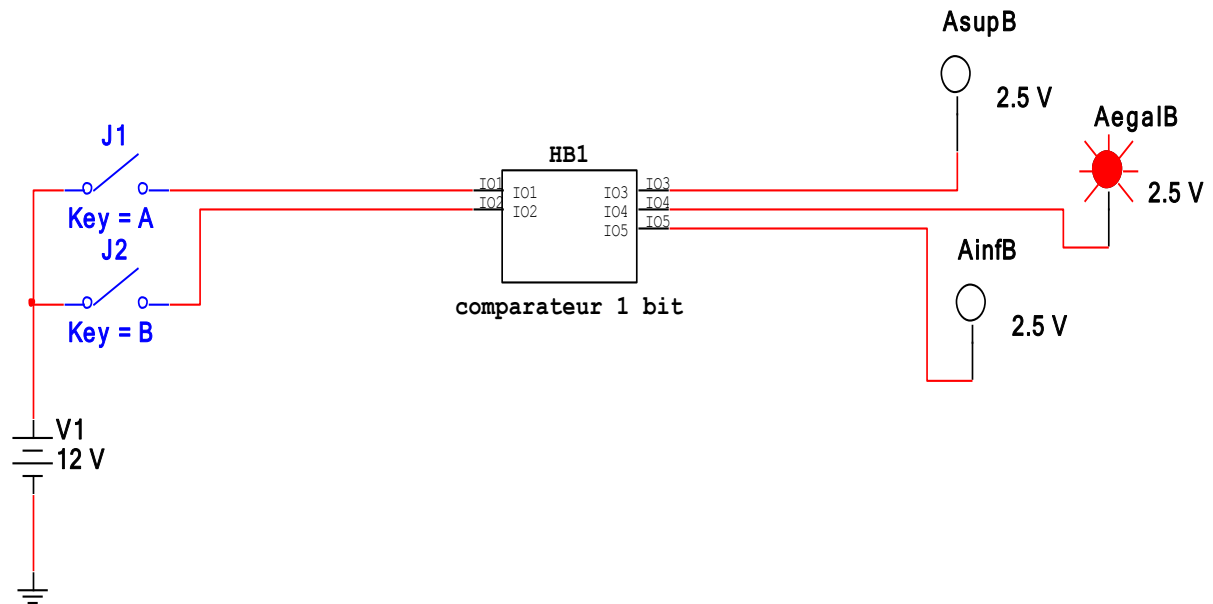 AsupB
2.5 V
AegalB
2.5 V
J1
Key = A
HB1
IO1
IO2
IO1
IO2
IO3
IO4
IO5
IO3
IO4
IO5
J2
Key = B
comparateur 1 bit
AinfB
2.5 V
V1
12 V